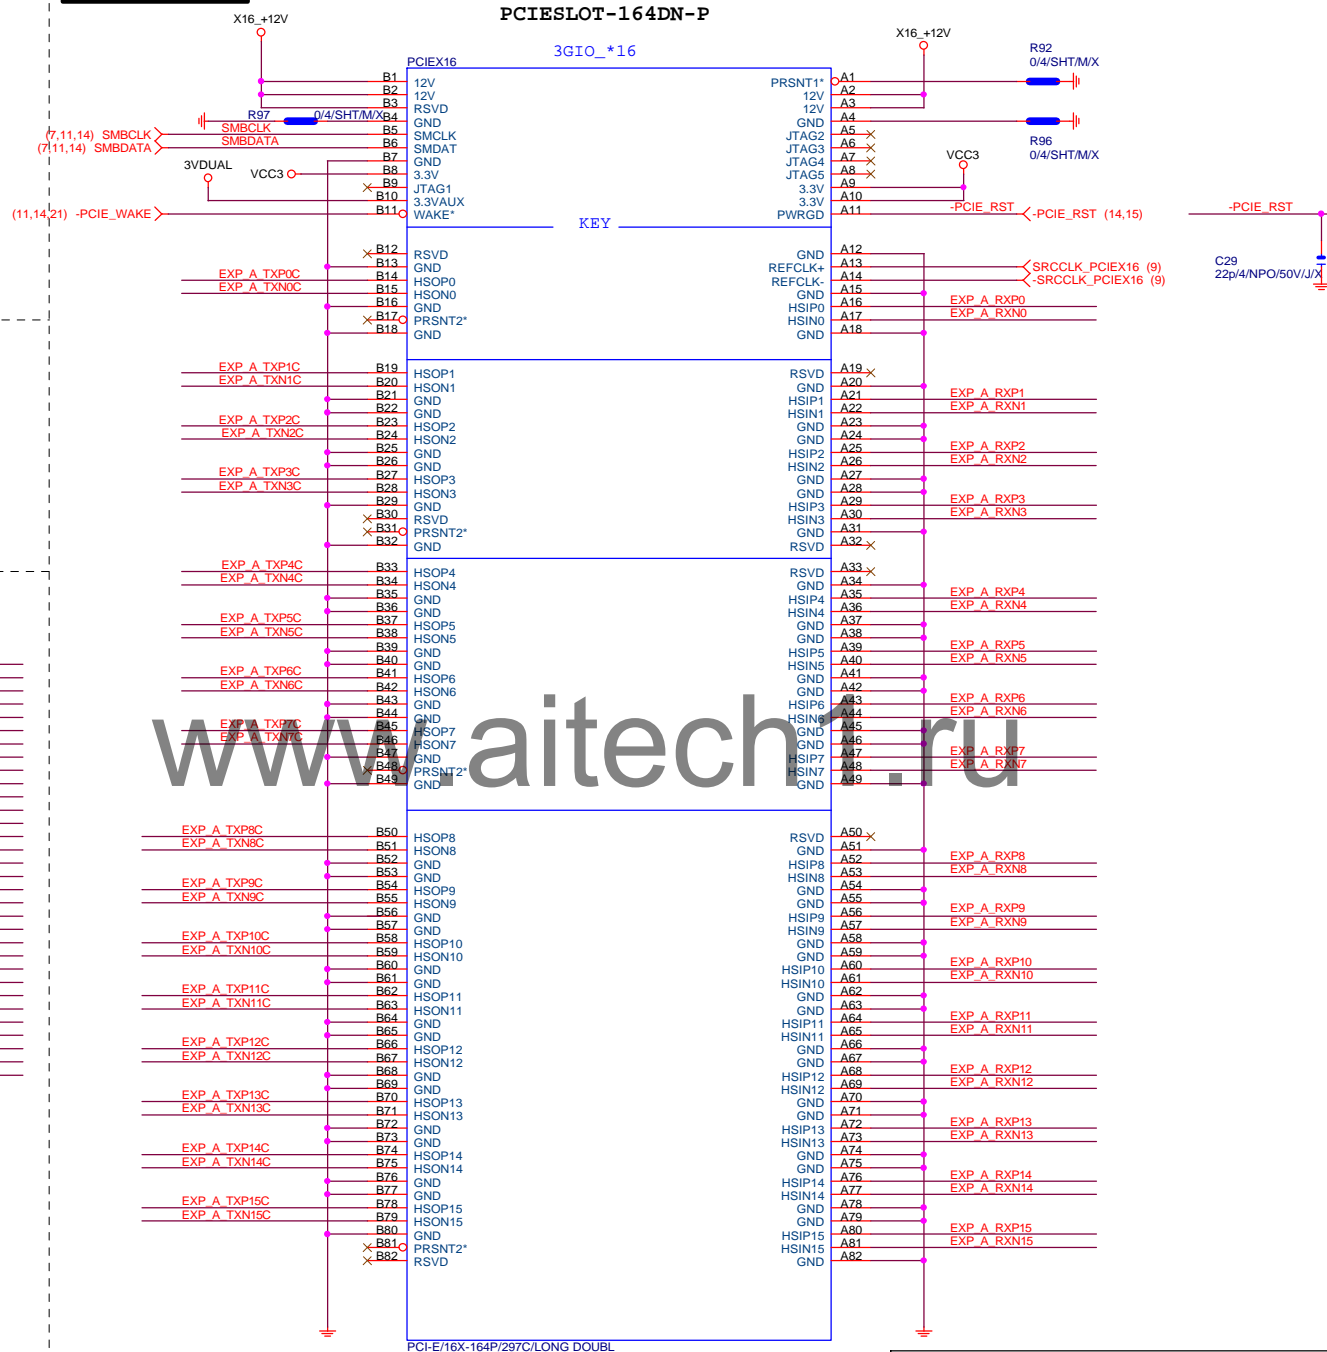 PCIESLOT-164DN-P
X16_+12V
X16_+12V
3GIO_*16
PCIEX16
R92
0/4/SHT/M/X
B1 12V PRSNT1* A1
B2 12V 12V A2
B3 RSVD 12V A3
R97 0/4/SHT/M/X B4 GND GND A4
(7,11,14) SMBCLK SMBCLK B5 SMCLK JTAG2 A5
(7,11,14) SMBDATA SMBDATA B6 SMDAT JTAG3 A6
R96
0/4/SHT/M/X
B7 GND JTAG4 A7
3VDUAL VCC3 B8 3.3V JTAG5 A8 VCC3
B9 JTAG1 3.3V A9
B10 3.3VAUX 3.3V A10
(11,14,21) -PCIE_WAKE B11 WAKE* PWRGD A11 -PCIE_RST -PCIE_RST (14,15) -PCIE_RST
KEY
B12 RSVD GND A12
B13 GND REFCLK+ A13 SRCCLK_PCIEX16 (9)
EXP_A_TXP0C B14 HSOP0 REFCLK- A14 -SRCCLK_PCIEX16 (9)
C29
22p/4/NPO/50V/J/X
EXP_A_TXN0C B15 HSON0 GND A15
B16 GND HSIP0 A16 EXP_A_RXP0
B17 PRSNT2* HSIN0 A17 EXP_A_RXN0
B18 GND GND A18
EXP_A_TXP1C B19 HSOP1 RSVD A19
EXP_A_TXN1C B20 HSON1 GND A20
B21 GND HSIP1 A21 EXP_A_RXP1
B22 GND HSIN1 A22 EXP_A_RXN1
EXP_A_TXP2C B23 HSOP2 GND A23
EXP_A_TXN2C B24 HSON2 GND A24
B25 GND HSIP2 A25 EXP_A_RXP2
B26 GND HSIN2 A26 EXP_A_RXN2
EXP_A_TXP3C B27 HSOP3 GND A27
EXP_A_TXN3C B28 HSON3 GND A28
B29 GND HSIP3 A29 EXP_A_RXP3
B30 RSVD HSIN3 A30 EXP_A_RXN3
B31 PRSNT2* GND A31
B32 GND RSVD A32
EXP_A_TXP4C B33 HSOP4 RSVD A33
EXP_A_TXN4C B34 HSON4 GND A34
B35 GND HSIP4 A35 EXP_A_RXP4
B36 GND HSIN4 A36 EXP_A_RXN4
EXP_A_TXP5C B37 HSOP5 GND A37
EXP_A_TXN5C B38 HSON5 GND A38
B39 GND HSIP5 A39 EXP_A_RXP5
B40 GND HSIN5 A40 EXP_A_RXN5
EXP_A_TXP6C B41 HSOP6 GND A41
EXP_A_TXN6C B42 HSON6 GND A42
B43 GND HSIP6 A43 EXP_A_RXP6
B44 GND HSIN6 A44 EXP_A_RXN6
EXP_A_TXP7C B45 HSOP7 GND A45
EXP_A_TXN7C B46 HSON7 GND A46
B47 GND HSIP7 A47 EXP_A_RXP7
B48 PRSNT2* HSIN7 A48 EXP_A_RXN7
B49 GND GND A49
www.aitech1.ru
EXP_A_TXP8C B50 HSOP8 RSVD A50
EXP_A_TXN8C B51 HSON8 GND A51
B52 GND HSIP8 A52 EXP_A_RXP8
B53 GND HSIN8 A53 EXP_A_RXN8
EXP_A_TXP9C B54 HSOP9 GND A54
EXP_A_TXN9C B55 HSON9 GND A55
B56 GND HSIP9 A56 EXP_A_RXP9
B57 GND HSIN9 A57 EXP_A_RXN9
EXP_A_TXP10C B58 HSOP10 GND A58
EXP_A_TXN10C B59 HSON10 GND A59
B60 GND HSIP10 A60 EXP_A_RXP10
B61 GND HSIN10 A61 EXP_A_RXN10
EXP_A_TXP11C B62 HSOP11 GND A62
EXP_A_TXN11C B63 HSON11 GND A63
B64 GND HSIP11 A64 EXP_A_RXP11
B65 GND HSIN11 A65 EXP_A_RXN11
EXP_A_TXP12C B66 HSOP12 GND A66
EXP_A_TXN12C B67 HSON12 GND A67
B68 GND HSIP12 A68 EXP_A_RXP12
B69 GND HSIN12 A69 EXP_A_RXN12
EXP_A_TXP13C B70 HSOP13 GND A70
EXP_A_TXN13C B71 HSON13 GND A71
B72 GND HSIP13 A72 EXP_A_RXP13
B73 GND HSIN13 A73 EXP_A_RXN13
EXP_A_TXP14C B74 HSOP14 GND A74
EXP_A_TXN14C B75 HSON14 GND A75
B76 GND HSIP14 A76 EXP_A_RXP14
B77 GND HSIN14 A77 EXP_A_RXN14
EXP_A_TXP15C B78 HSOP15 GND A78
EXP_A_TXN15C B79 HSON15 GND A79
B80 GND HSIP15 A80 EXP_A_RXP15
B81 PRSNT2* HSIN15 A81 EXP_A_RXN15
B82 RSVD GND A82
PCI-E/16X-164P/297C/LONG DOUBL